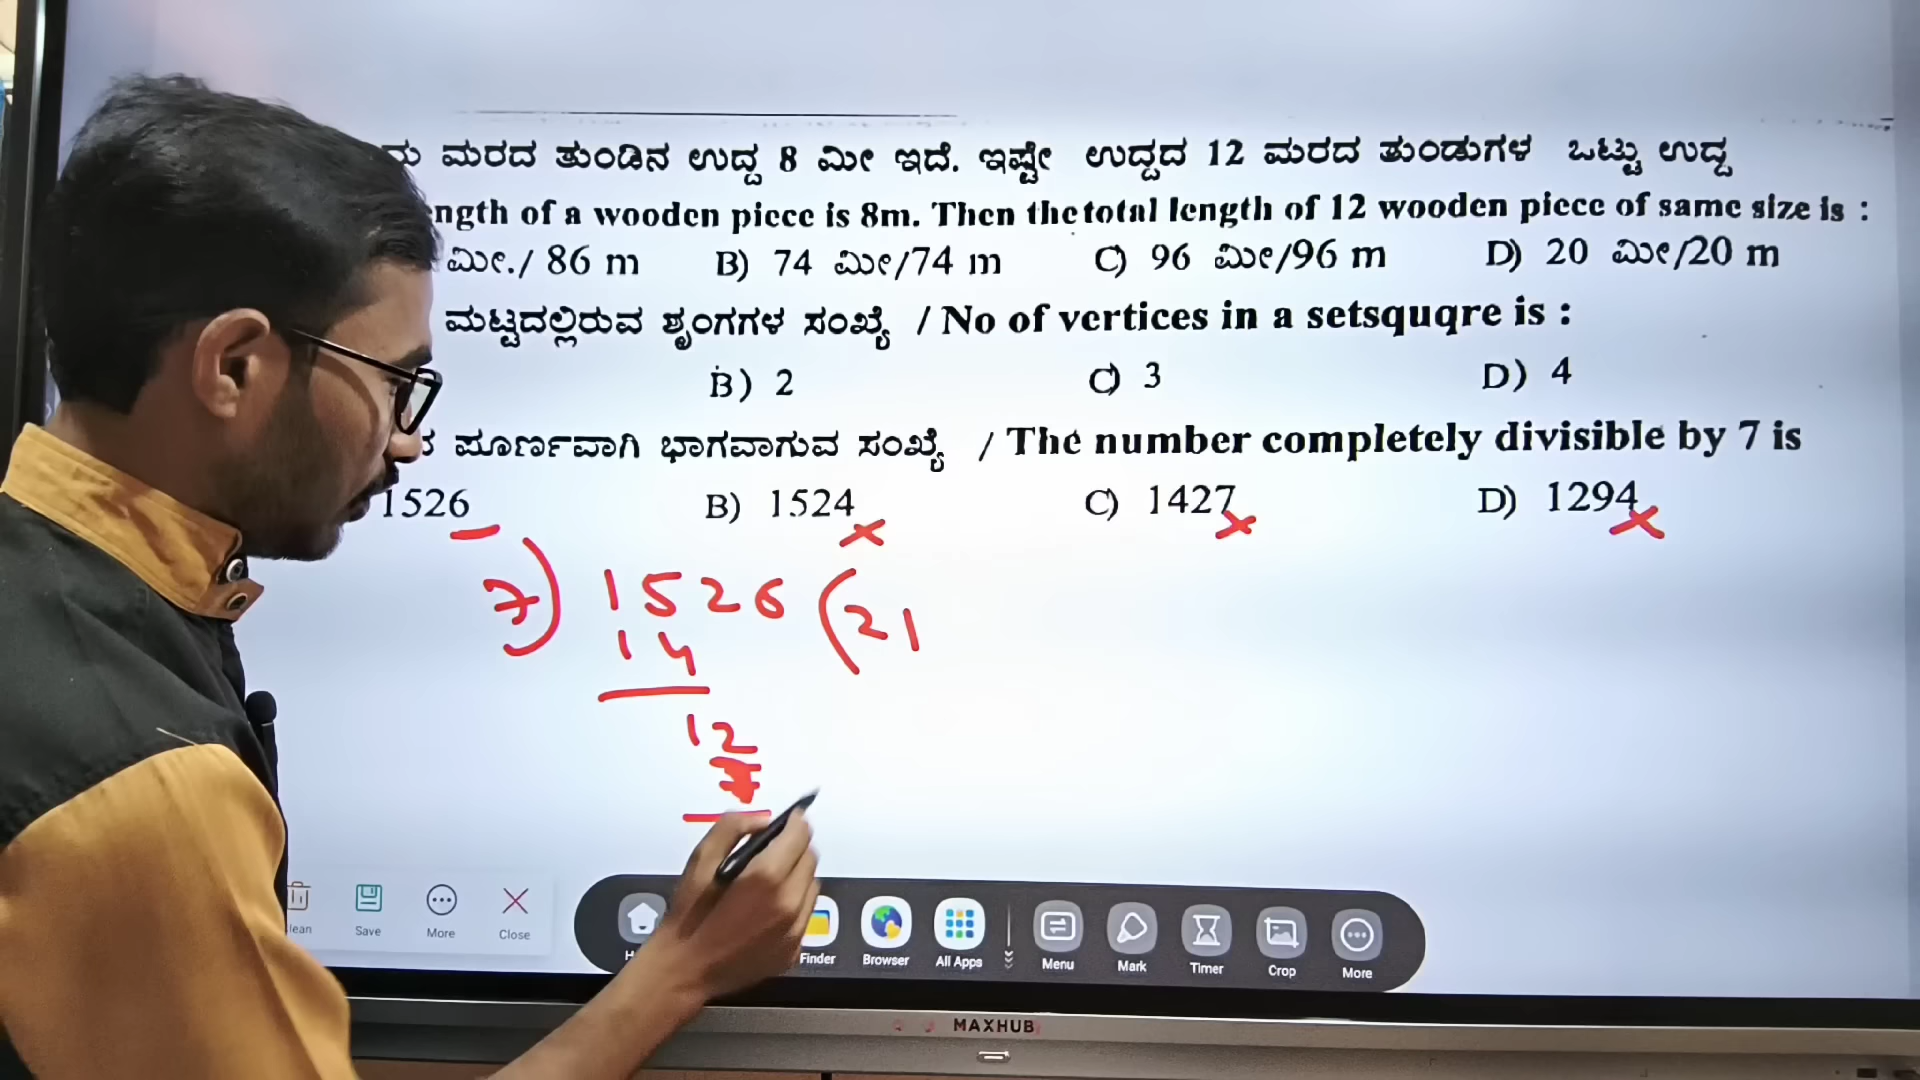 ಮರದ ತುಂಡಿನ ಉದ್ದ 8 ಮೀ ಇದೆ. ಇಷ್ಟೇ ಉದ್ದದ 12 ಮರದ ತುಂಡುಗಳ ಒಟ್ಟು ಉದ್ದ
ngth of a wooden piece is 8m. Then the total length of 12 wooden piece of same size is :
ಮೀ./ 86 m B) 74 ಮೀ/74 m C) 96 ಮೀ/96 m D) 20 ಮೀ/20 m
ಮಟ್ಟದಲ್ಲಿರುವ ಶೃಂಗಗಳ ಸಂಖ್ಯೆ / No of vertices in a setsquqre is :
B) 2 C) 3 D) 4
ಪೂರ್ಣವಾಗಿ ಭಾಗವಾಗುವ ಸಂಖ್ಯೆ / The number completely divisible by 7 is
1526 B) 1524 C) 1427 D) 1294
7) 1526 (21
14
12
7
lean Save More Close
Finder Browser All Apps Menu Mark Timer Crop More
MAXHUB